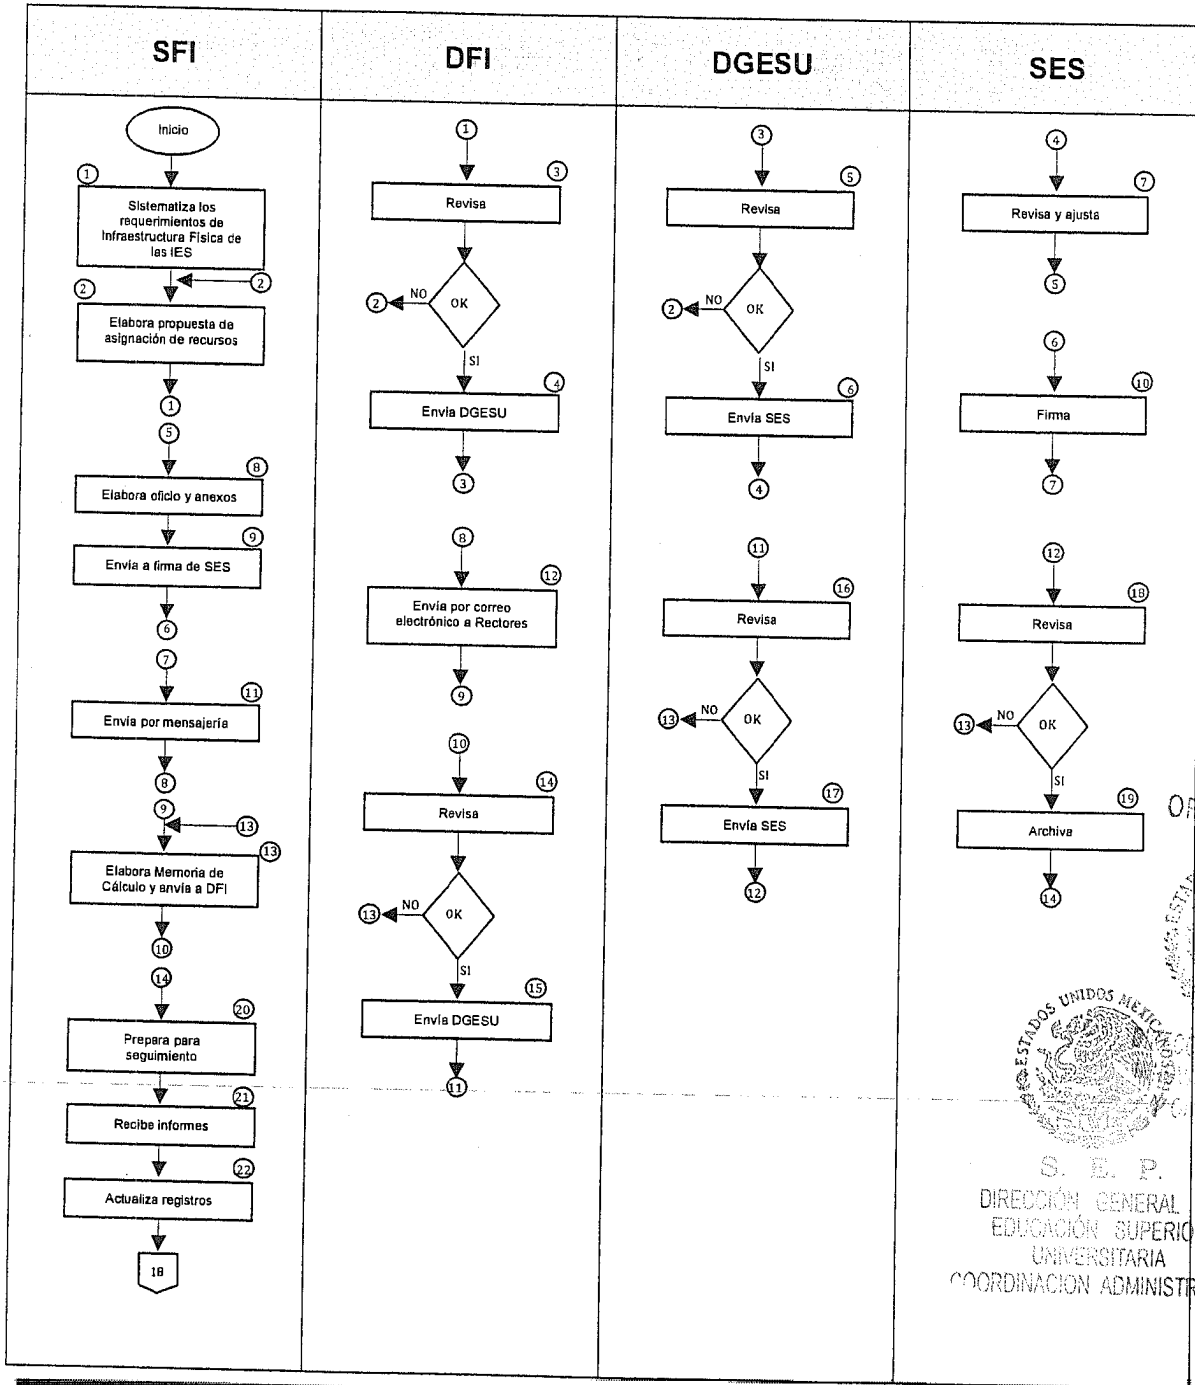 SFI
DFI
DGESU
SES
Inicio
1
Sistematiza los
requerimientos de
Infraestructura Física de
las IES
2
2
Elabora propuesta de
asignación de recursos
1
5
8
Elabora oficio y anexos
9
Envía a firma de SES
6
7
11
Envía por mensajería
8
9
13
13
Elabora Memoria de
Cálculo y envía a DFI
10
14
20
Prepara para
seguimiento
21
Recibe informes
22
Actualiza registros
18
1
3
Revisa
OK
NO
2
SI
4
Envía DGESU
3
8
12
Envía por correo
electrónico a Rectores
9
10
14
Revisa
OK
NO
13
SI
15
Envía DGESU
11
3
5
Revisa
OK
NO
2
SI
6
Envía SES
4
11
16
Revisa
OK
NO
13
SI
17
Envía SES
12
4
7
Revisa y ajusta
5
6
10
Firma
7
12
18
Revisa
OK
NO
13
SI
19
Archiva
14
ESTADOS UNIDOS MEXICANOS
S. E. P.
DIRECCIÓN GENERAL
EDUCACIÓN SUPERIO
UNIVERSITARIA
COORDINACION ADMINISTR